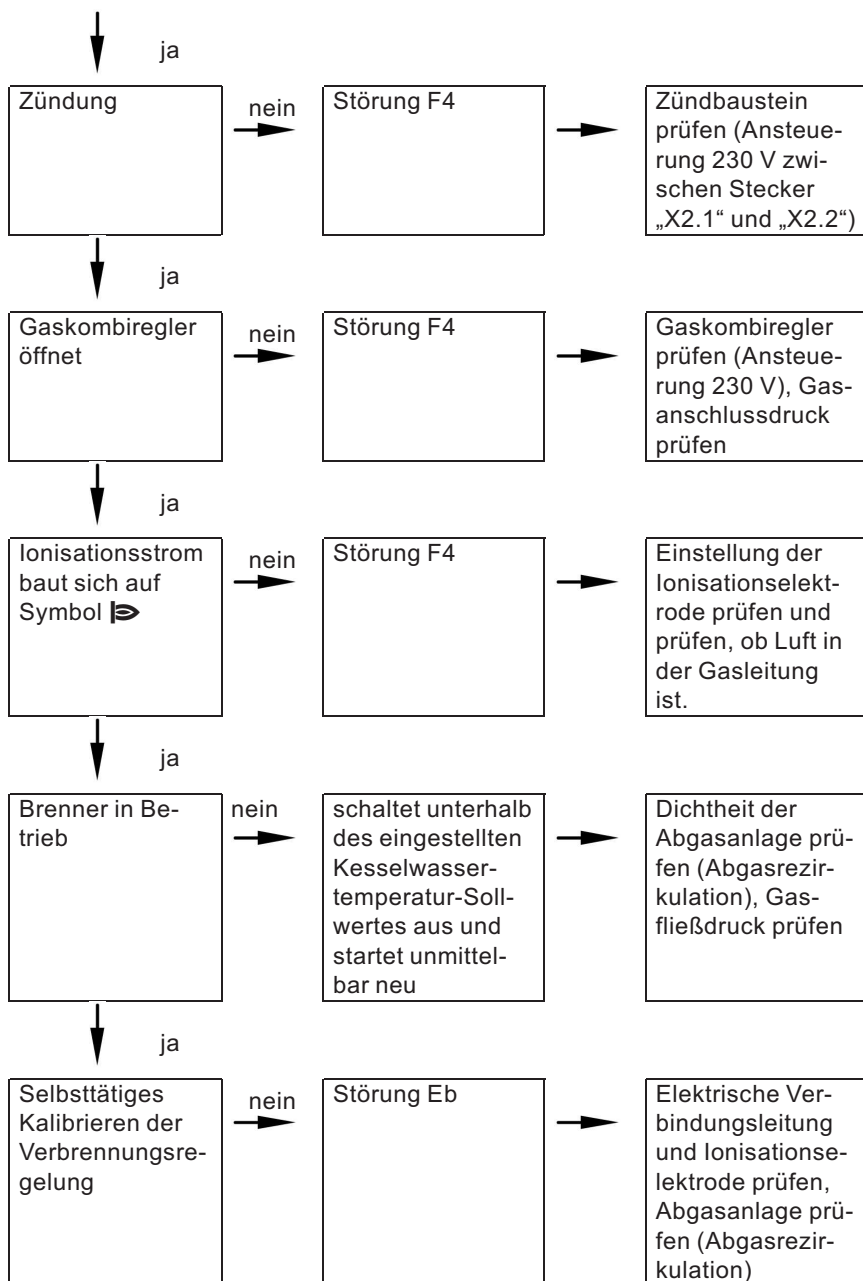 ja
Zündung
nein
Störung F4
Zündbaustein
prüfen (Ansteue-
rung 230 V zwi-
schen Stecker
„X2.1“ und „X2.2“)
ja
Gaskombiregler
öffnet
nein
Störung F4
Gaskombiregler
prüfen (Ansteue-
rung 230 V), Gas-
anschlussdruck
prüfen
ja
Ionisationsstrom
baut sich auf
Symbol
nein
Störung F4
Einstellung der
Ionisationselekt-
rode prüfen und
prüfen, ob Luft in
der Gasleitung
ist.
ja
Brenner in Be-
trieb
nein
schaltet unterhalb
des eingestellten
Kesselwasser-
temperatur-Soll-
wertes aus und
startet unmittel-
bar neu
Dichtheit der
Abgasanlage prü-
fen (Abgasrezir-
kulation), Gas-
fließdruck prüfen
ja
Selbsttätiges
Kalibrieren der
Verbrennungsre-
gelung
nein
Störung Eb
Elektrische Ver-
bindungsleitung
und Ionisationse-
lektrode prüfen,
Abgasanlage prü-
fen (Abgasrezir-
kulation)